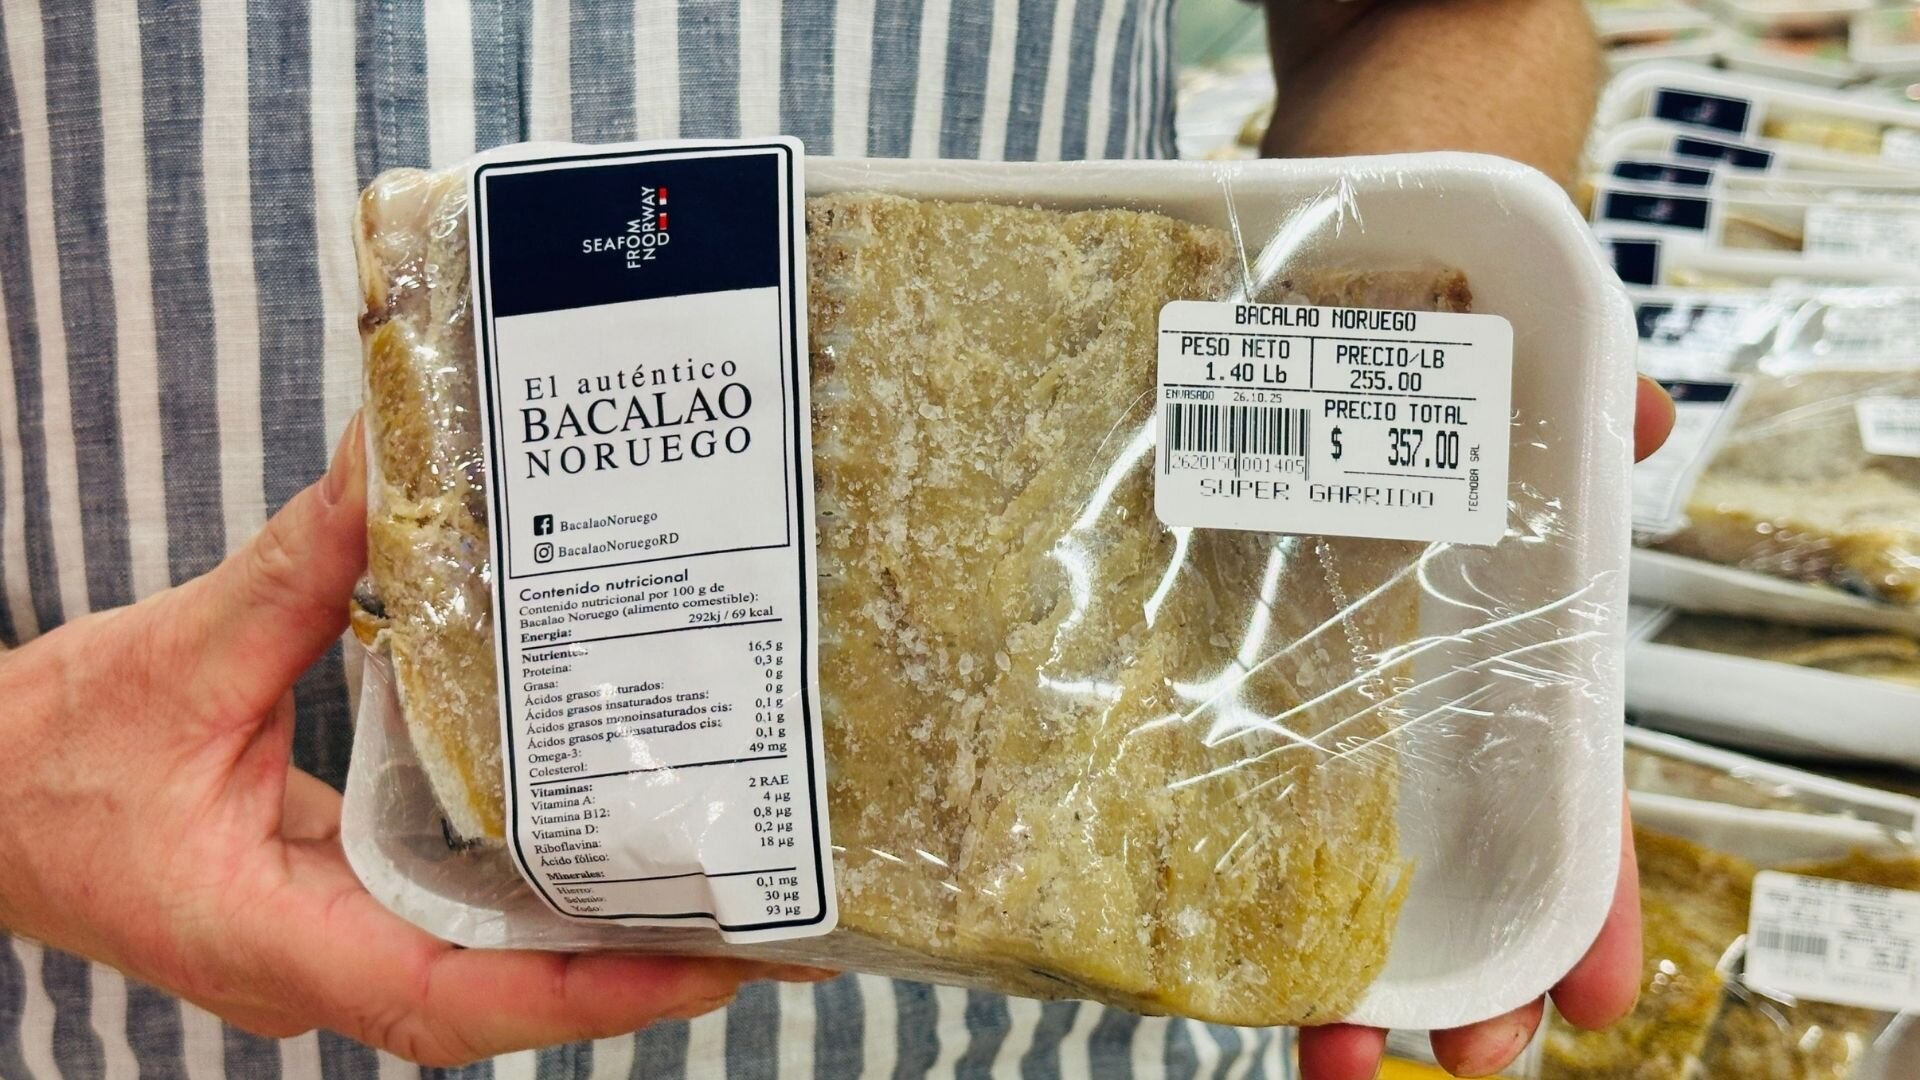 SEAFOOD
FROM
NORWAY
El auténtico
BACALAO
NORUEGO
BacalaoNoruego
BacalaoNoruegoRD
Contenido nutricional
Contenido nutricional por 100 g de
Bacalao Noruego (alimento comestible):
Energía: 292kj / 69 kcal
Nutrientes:
Proteína: 16,5 g
Grasa: 0,3 g
Ácidos grasos saturados: 0 g
Ácidos grasos insaturados trans: 0 g
Ácidos grasos monoinsaturados cis: 0,1 g
Ácidos grasos poliinsaturados cis: 0,1 g
Omega-3: 0,1 g
Colesterol: 49 mg
Vitaminas:
Vitamina A: 2 RAE
Vitamina B12: 4 µg
Vitamina D: 0,8 µg
Riboflavina: 0,2 µg
Ácido fólico: 18 µg
Minerales:
Hierro: 0,1 mg
Selenio: 30 µg
Yodo: 93 µg
BACALAO NORUEGO
PESO NETO
1.40 Lb
PRECIO/LB
255.00
ENVASADO 26.10.25
PRECIO TOTAL
$ 357.00
2620150 001405
SUPER GARRIDO
TECNOBA SRL